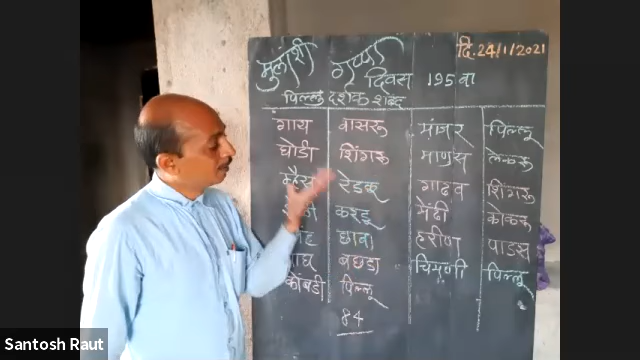 मुलांशी गप्पा दि. 24/1/2021
दिवस 195 वा
पिल्लू दर्शक शब्द
गाय वासरू मांजर पिल्लू
घोडी शिंगरू माणूस लेकरू
म्हैस रेडकू गाढव शिंगरू
करडू मेंढी कोकरू
छावा हरीण पाडस
बछडा चिमणी पिल्लू
कोंबडी पिल्लू
84
Santosh Raut